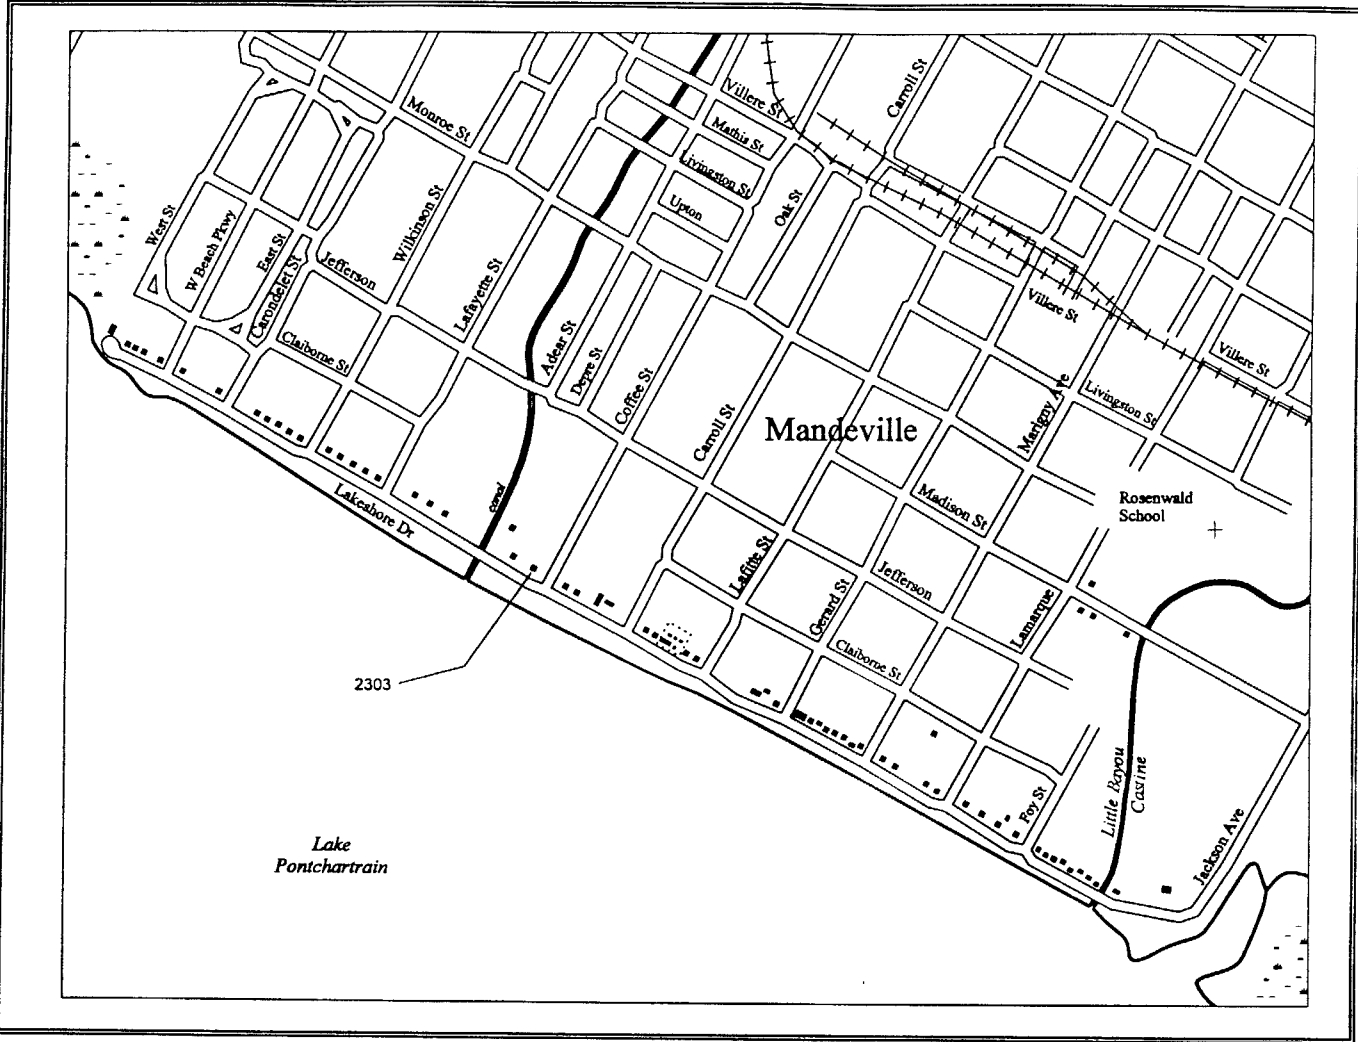 Villere St
Carroll St
Monroe St
Mathis St
Livingston St
Upton
Oak St
West St
W Beach Pkwy
East St
Carondelet St
Jefferson
Wilkinson St
Lafayette St
Claiborne St
Adear St
Depre St
Coffee St
Carroll St
Villere St
Villere St
Livingston St
Marigny Ave
Mandeville
Madison St
Rosenwald
School
Lakeshore Dr
canal
Lafitte St
Jefferson
Gerard St
Lamarque
Claiborne St
2303
Foy St
Little Bayou
Castine
Jackson Ave
Lake
Pontchartrain